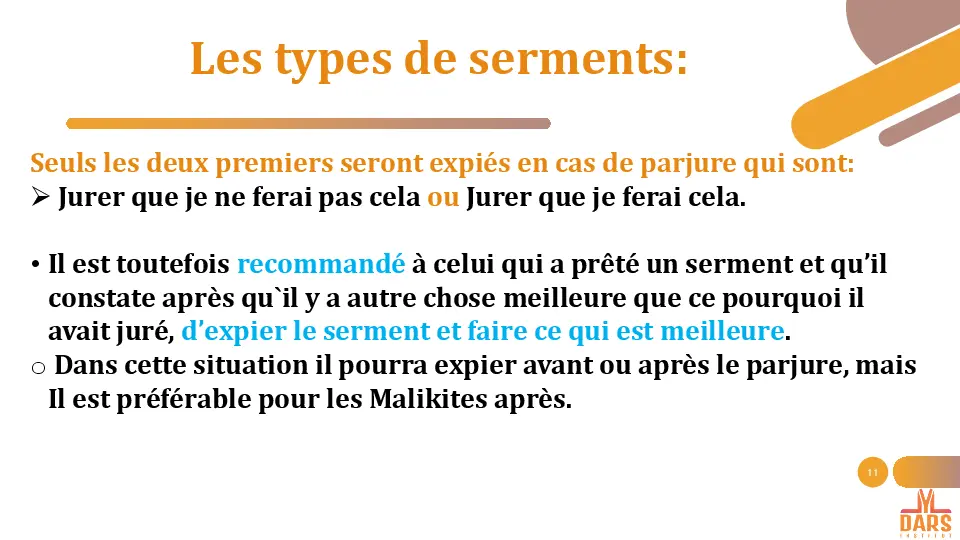 Les types de serments:
Seuls les deux premiers seront expiés en cas de parjure qui sont:
➢ Jurer que je ne ferai pas cela ou Jurer que je ferai cela.
• Il est toutefois recommandé à celui qui a prêté un serment et qu’il
constate après qu`il y a autre chose meilleure que ce pourquoi il
avait juré, d’expier le serment et faire ce qui est meilleure.
o Dans cette situation il pourra expier avant ou après le parjure, mais
Il est préférable pour les Malikites après.
11
DARS
INSTITUT